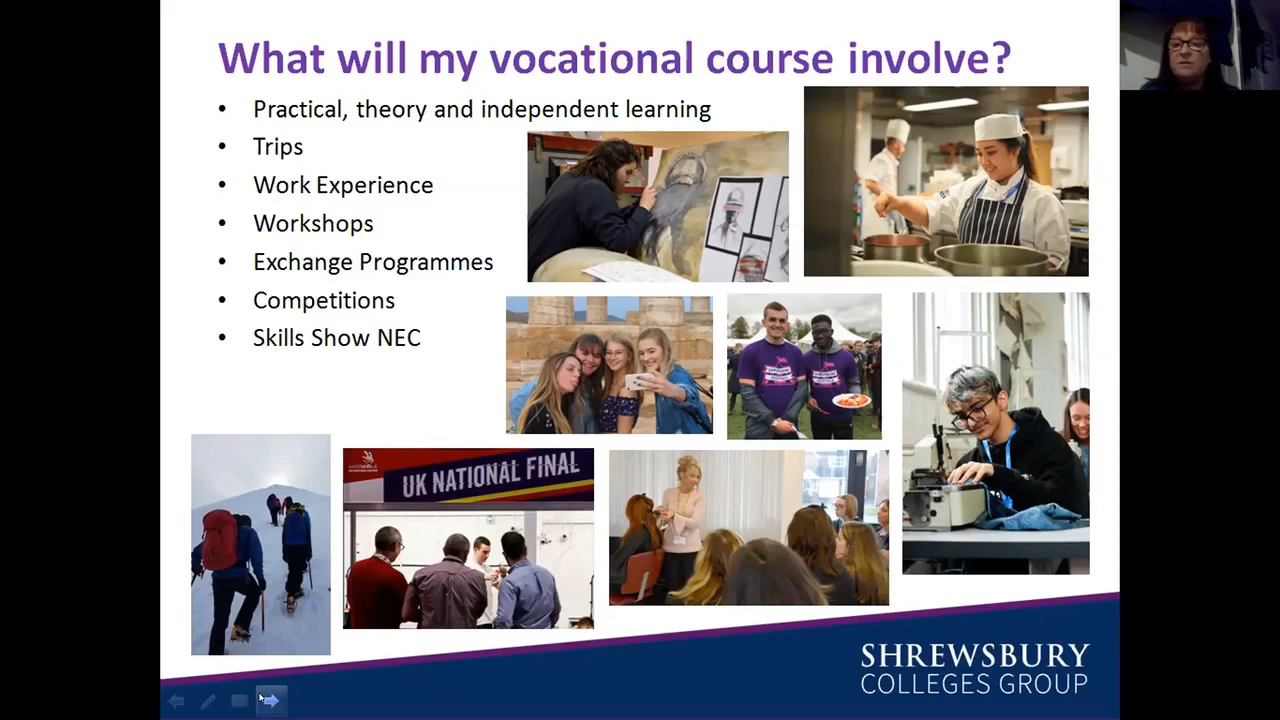 What will my vocational course involve?
• Practical, theory and independent learning
• Trips
• Work Experience
• Workshops
• Exchange Programmes
• Competitions
• Skills Show NEC
UK NATIONAL FINAL
SHREWSBURY
COLLEGES GROUP